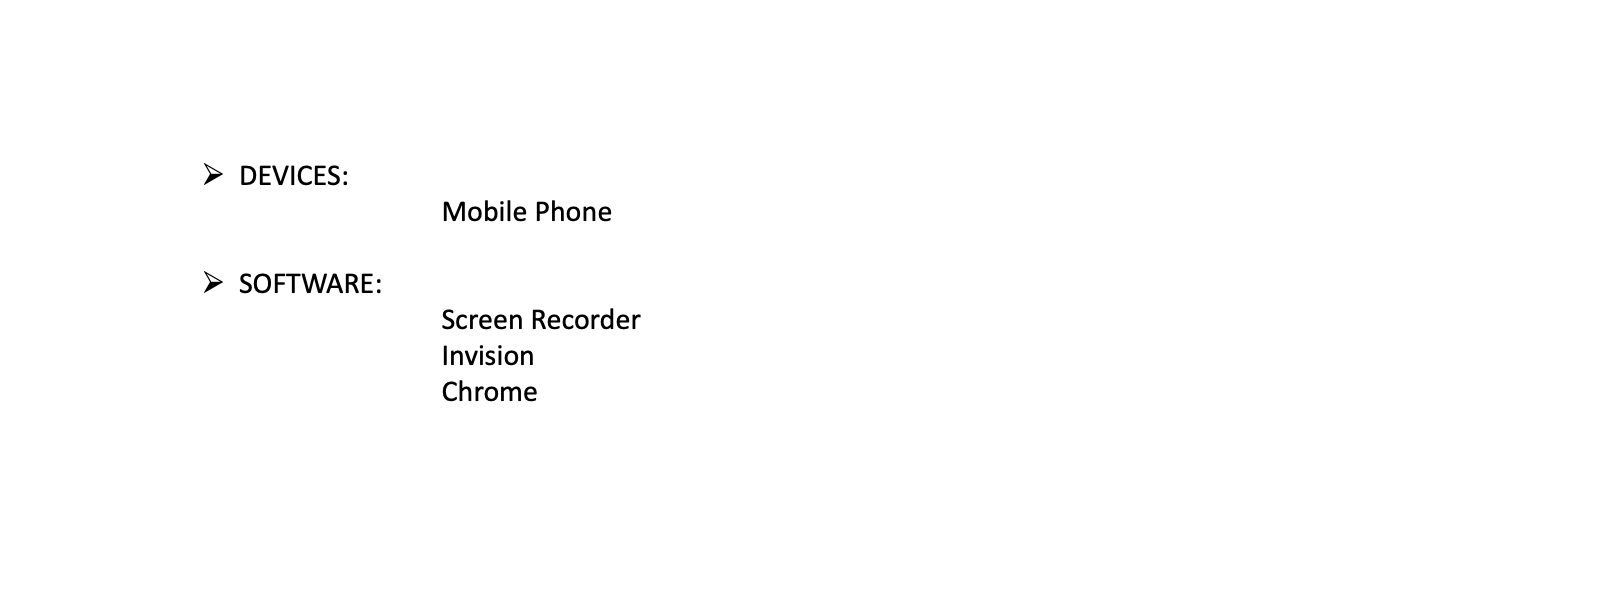 ➢ DEVICES:
Mobile Phone
➢ SOFTWARE:
Screen Recorder
Invision
Chrome